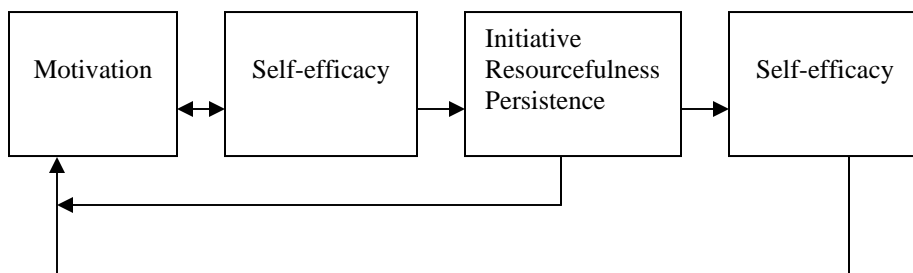 Motivation
Self-efficacy
Initiative
Resourcefulness
Persistence
Self-efficacy